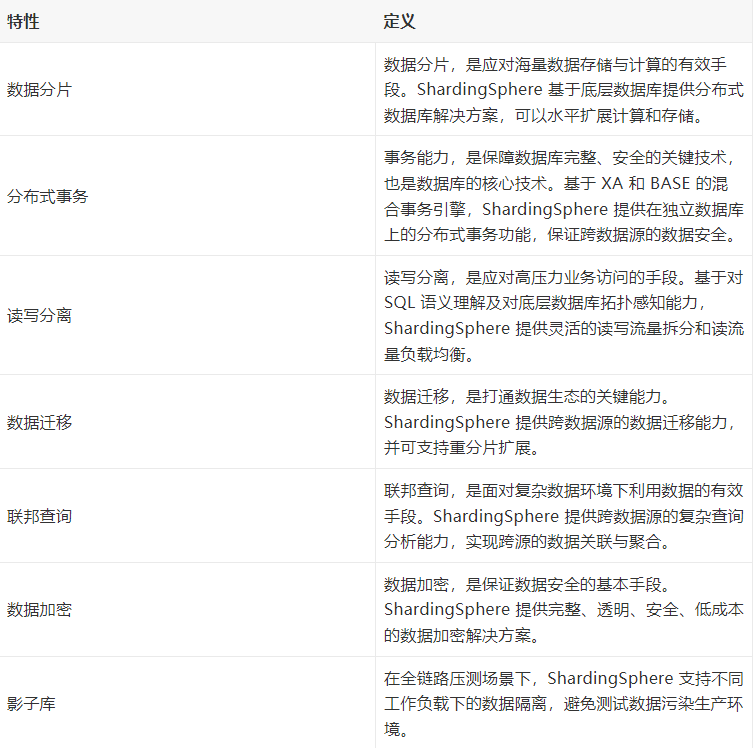 特性
定义
数据分片
数据分片，是应对海量数据存储与计算的有效手
段。ShardingSphere 基于底层数据库提供分布式
数据库解决方案，可以水平扩展计算和存储。
分布式事务
事务能力，是保障数据库完整、安全的关键技术，
也是数据库的核心技术。基于 XA 和 BASE 的混
合事务引擎，ShardingSphere 提供在独立数据库
上的分布式事务功能，保证跨数据源的数据安全。
读写分离
读写分离，是应对高压力业务访问的手段。基于对
SQL 语义理解及对底层数据库拓扑感知能力，
ShardingSphere 提供灵活的读写流量拆分和读流
量负载均衡。
数据迁移
数据迁移，是打通数据生态的关键能力。
ShardingSphere 提供跨数据源的数据迁移能力，
并可支持重分片扩展。
联邦查询
联邦查询，是面对复杂数据环境下利用数据的有效
手段。ShardingSphere 提供跨数据源的复杂查询
分析能力，实现跨源的数据关联与聚合。
数据加密
数据加密，是保证数据安全的基本手段。
ShardingSphere 提供完整、透明、安全、低成本
的数据加密解决方案。
影子库
在全链路压测场景下，ShardingSphere 支持不同
工作负载下的数据隔离，避免测试数据污染生产环
境。